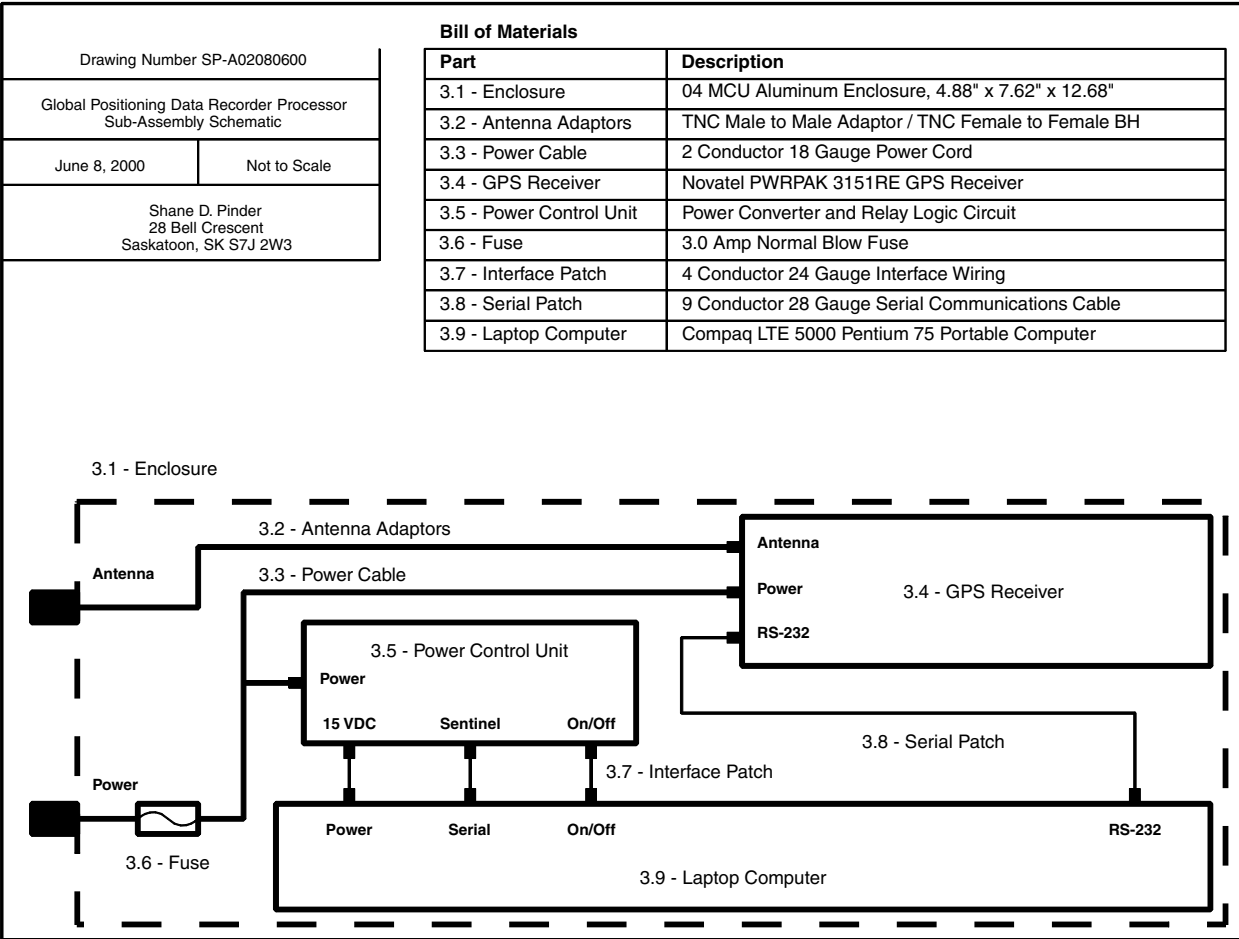 Drawing Number SP-A02080600
Global Positioning Data Recorder Processor
Sub-Assembly Schematic
June 8, 2000 Not to Scale
Shane D. Pinder
28 Bell Crescent
Saskatoon, SK S7J 2W3
Bill of Materials
Part Description
3.1 - Enclosure 04 MCU Aluminum Enclosure, 4.88" x 7.62" x 12.68"
3.2 - Antenna Adaptors TNC Male to Male Adaptor / TNC Female to Female BH
3.3 - Power Cable 2 Conductor 18 Gauge Power Cord
3.4 - GPS Receiver Novatel PWRPAK 3151RE GPS Receiver
3.5 - Power Control Unit Power Converter and Relay Logic Circuit
3.6 - Fuse 3.0 Amp Normal Blow Fuse
3.7 - Interface Patch 4 Conductor 24 Gauge Interface Wiring
3.8 - Serial Patch 9 Conductor 28 Gauge Serial Communications Cable
3.9 - Laptop Computer Compaq LTE 5000 Pentium 75 Portable Computer
3.1 - Enclosure
3.2 - Antenna Adaptors
Antenna
Antenna
3.3 - Power Cable
Power
3.4 - GPS Receiver
RS-232
3.5 - Power Control Unit
Power
15 VDC Sentinel On/Off
3.8 - Serial Patch
3.7 - Interface Patch
Power
Power Serial On/Off RS-232
3.6 - Fuse
3.9 - Laptop Computer